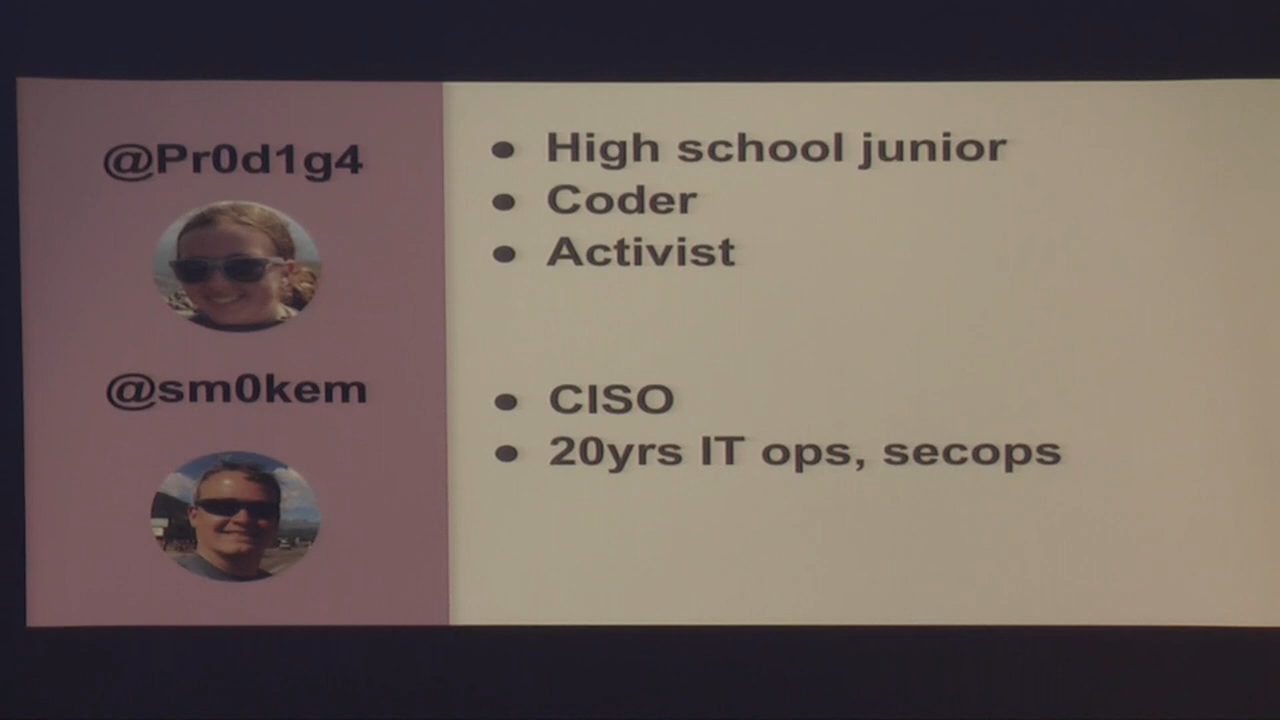 @Pr0d1g4
• High school junior
• Coder
• Activist
@sm0kem
• CISO
• 20yrs IT ops, secops